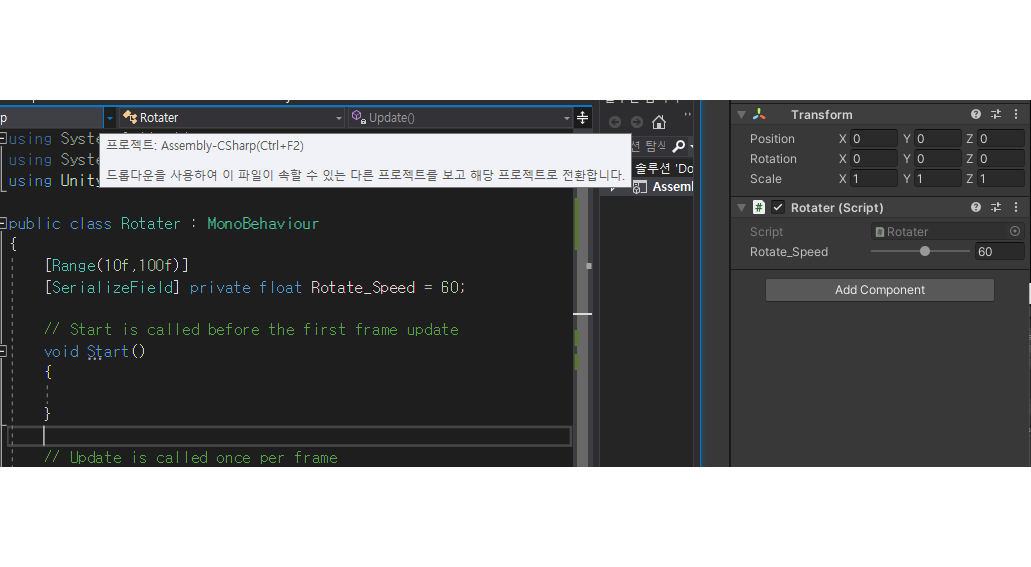 p
Rotater
Update()
using Syste
using Syste
using Unity
프로젝트: Assembly-CSharp(Ctrl+F2)
드롭다운을 사용하여 이 파일이 속할 수 있는 다른 프로젝트를 보고 해당 프로젝트로 전환합니다.
public class Rotater : MonoBehaviour
{
[Range(10f,100f)]
[SerializeField] private float Rotate_Speed = 60;
// Start is called before the first frame update
void Start()
{
}
// Update is called once per frame
션 탐색
솔루션 'Do
Assembl
Transform
Position X 0 Y 0 Z 0
Rotation X 0 Y 0 Z 0
Scale X 1 Y 1 Z 1
# Rotater (Script)
Script Rotater
Rotate_Speed 60
Add Component